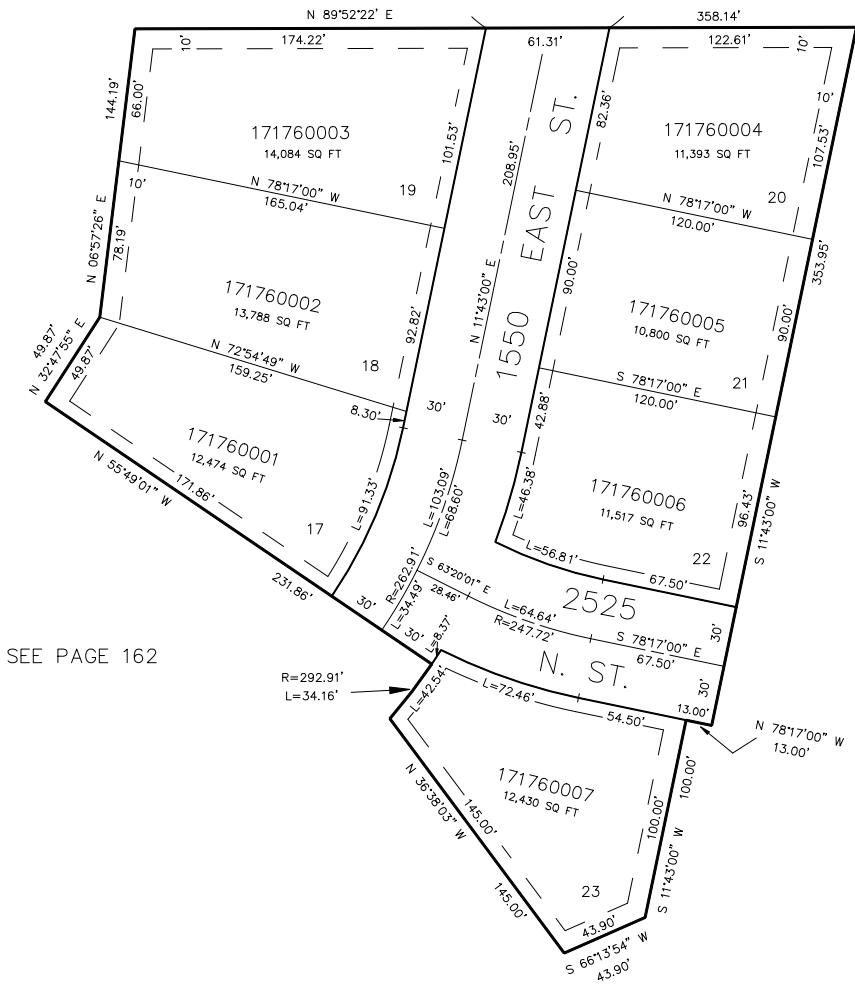 N 89°52'22" E
358.14'
10'
174.22'
61.31'
122.61'
10'
144.19'
66.00'
101.53'
208.95'
82.36'
10'
107.53'
171760003
14,084 SQ FT
19
171760004
11,393 SQ FT
20
1550 EAST ST.
10'
N 78°17'00" W
165.04'
N 78°17'00" W
120.00'
353.95'
N 06°57'26" E
78.19'
171760002
13,788 SQ FT
18
92.82'
N 11°43'00" E
90.00'
171760005
10,800 SQ FT
21
90.00'
49.87'
N 32°47'55" E
49.87'
N 72°54'49" W
159.25'
8.30'
30'
30'
S 78°17'00" E
120.00'
42.88'
171760001
12,474 SQ FT
17
N 55°49'01" W
171.86'
L=91.33'
L=103.09'
L=68.60'
L=46.38'
171760006
11,517 SQ FT
22
96.43'
S 11°43'00" W
L=56.81'
67.50'
231.86'
R=262.91'
L=34.49'
S 63°20'01" E
28.46'
2525
N. ST.
L=64.64'
R=247.72'
S 78°17'00" E
67.50'
30'
30'
30'
30'
L=8.37'
SEE PAGE 162
R=292.91'
L=34.16'
L=42.54'
L=72.46'
54.50'
13.00'
N 78°17'00" W
13.00'
171760007
12,430 SQ FT
23
N 36°38'03" W
145.00'
145.00'
100.00'
100.00'
S 11°43'00" W
43.90'
S 66°13'54" W
43.90'